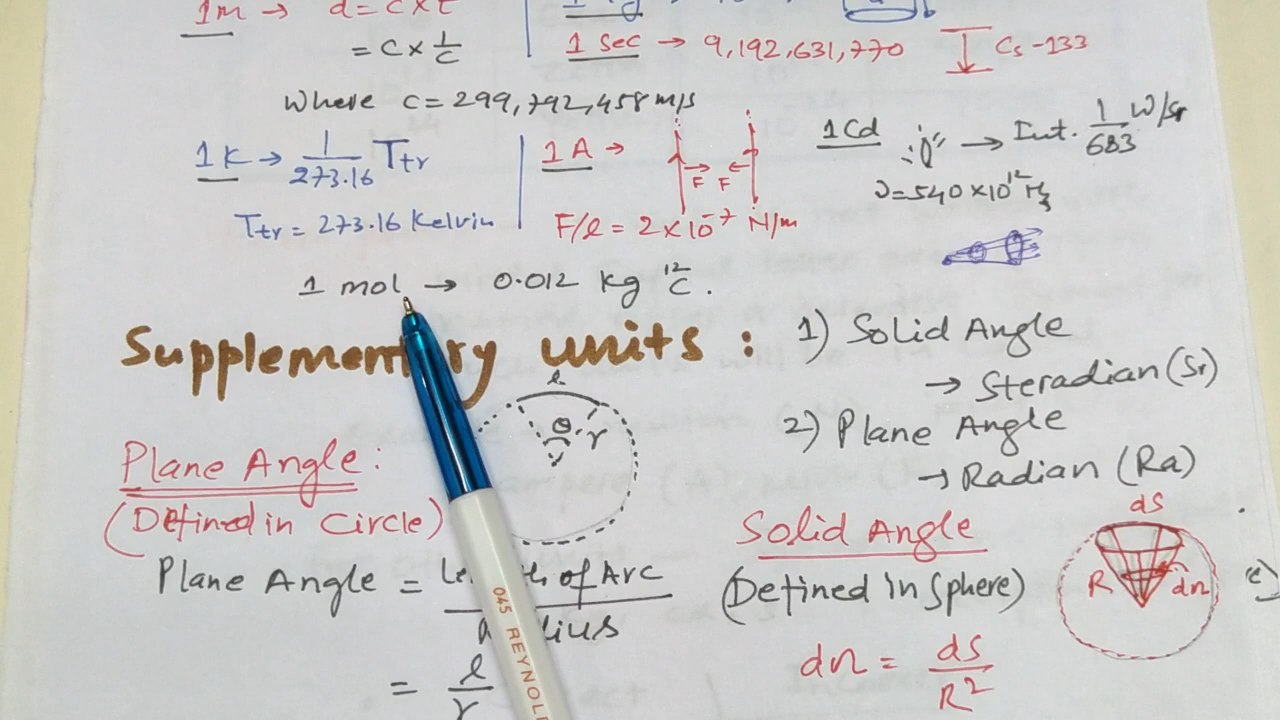 1m → d = c×t
= c × 1/c
1 Sec → 9,192,631,770 Cs-133
Where c = 299,792,458 m/s
1 K → 1/273.16 Ttr
Ttr = 273.16 Kelvin
1 A →
F F
F/l = 2×10⁻⁷ N/m
1 Cd → Int. 1/683 W/Sr
ν = 540×10¹² Hz
1 mol → 0.012 kg ¹²C.
Supplementary units :
1) Solid Angle
→ Steradian (Sr)
2) Plane Angle
→ Radian (Ra)
l
θ r
Plane Angle :
(Defined in Circle)
Plane Angle = Length of Arc / Radius
= l/r
Solid Angle
(Defined in Sphere)
dΩ = dS/R²
dS
R dΩ
045 REYNOL